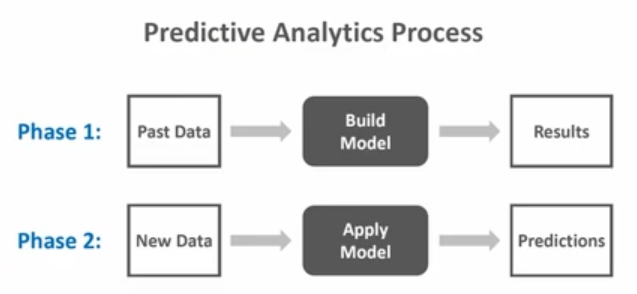 Predictive Analytics Process
Phase 1:
Past Data
Build
Model
Results
Phase 2:
New Data
Apply
Model
Predictions